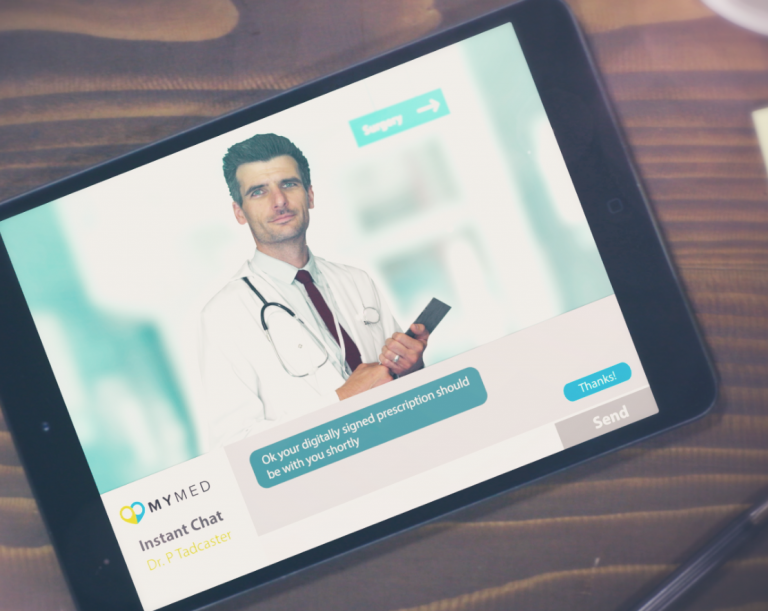 Surgery
Ok your digitally signed prescription should
be with you shortly
Thanks!
Send
MYMED
Instant Chat
Dr. P Tadcaster